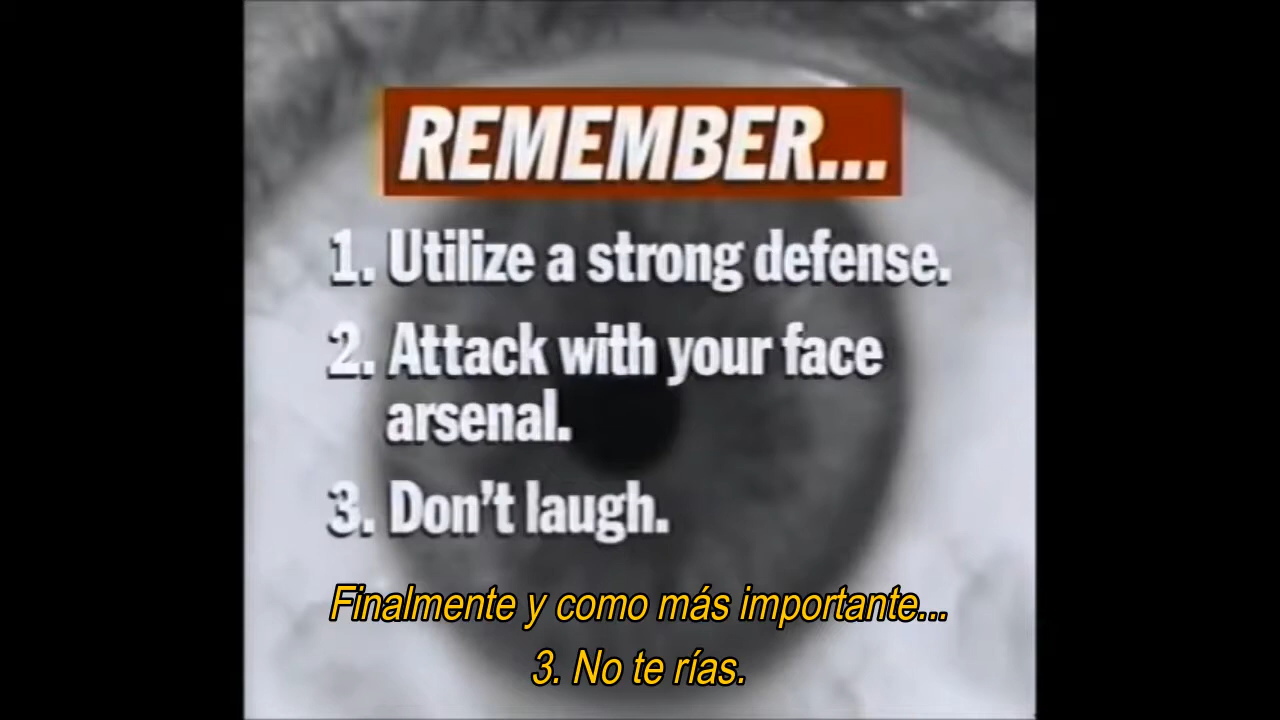 REMEMBER...
1. Utilize a strong defense.
2. Attack with your face
arsenal.
3. Don't laugh.
Finalmente y como más importante...
3. No te rías.